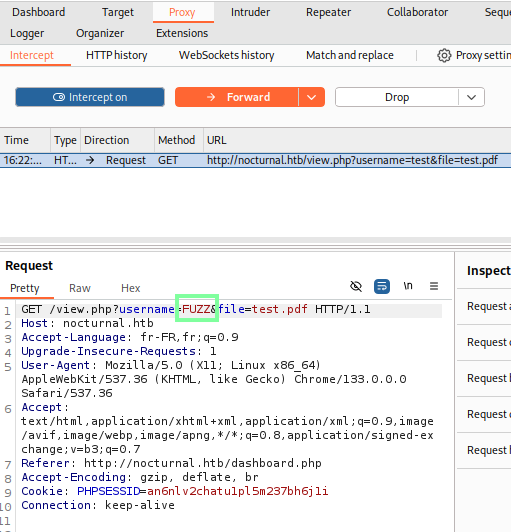 Dashboard Target Proxy Intruder Repeater Collaborator Seque
Logger Organizer Extensions
Intercept HTTP history WebSockets history Match and replace Proxy settin
Intercept on Forward Drop
Time Type Direction Method URL
16:22:... HT... Request GET http://nocturnal.htb/view.php?username=test&file=test.pdf
Request
Pretty Raw Hex \n
1 GET /view.php?username=FUZZ&file=test.pdf HTTP/1.1
2 Host: nocturnal.htb
3 Accept-Language: fr-FR,fr;q=0.9
4 Upgrade-Insecure-Requests: 1
5 User-Agent: Mozilla/5.0 (X11; Linux x86_64)
AppleWebKit/537.36 (KHTML, like Gecko) Chrome/133.0.0.0
Safari/537.36
6 Accept:
text/html,application/xhtml+xml,application/xml;q=0.9,image
/avif,image/webp,image/apng,*/*;q=0.8,application/signed-ex
change;v=b3;q=0.7
7 Referer: http://nocturnal.htb/dashboard.php
8 Accept-Encoding: gzip, deflate, br
9 Cookie: PHPSESSID=an6nlv2chatu1pl5m237bh6j1i
10 Connection: keep-alive
11
Inspect
Request a
Request
Request
Request
Request h